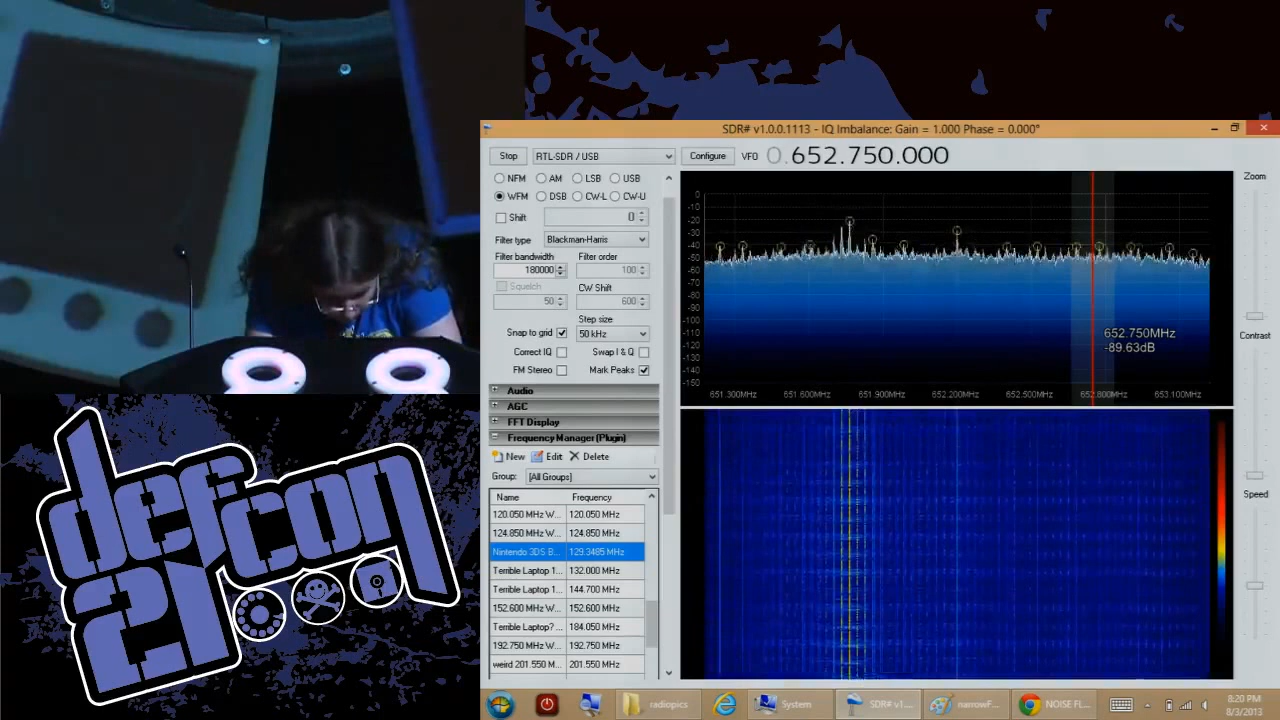 SDR# v1.0.0.1113 - IQ Imbalance: Gain = 1.000 Phase = 0.000°
Stop RTL-SDR / USB Configure VFO 0.652.750.000
NFM AM LSB USB
WFM DSB CW-L CW-U
Shift 0
Filter type Blackman-Harris
Filter bandwidth Filter order
180000 100
Squelch CW Shift
50 600
Step size
Snap to grid 50 kHz
Correct IQ Swap I & Q
FM Stereo Mark Peaks
Audio
AGC
FFT Display
Frequency Manager (Plugin)
New Edit Delete
Group: [All Groups]
Name Frequency
120.050 MHz W... 120.050 MHz
124.850 MHz W... 124.850 MHz
Nintendo 3DS B... 129.3485 MHz
Terrible Laptop 1... 132.000 MHz
Terrible Laptop 1... 144.700 MHz
152.600 MHz W... 152.600 MHz
Terrible Laptop? ... 184.050 MHz
192.750 MHz W... 192.750 MHz
weird 201.550 M... 201.550 MHz
0
-10
-20
-30
-40
-50
-60
-70
-80
-90
-100
-110
-120
-130
-140
-150
652.750MHz
-89.63dB
651.300MHz 651.600MHz 651.900MHz 652.200MHz 652.500MHz 652.800MHz 653.100MHz
Zoom
Contrast
Speed
defcon
21
radiopics System SDR# v1.... narrowF... NOISE FL...
8:20 PM
8/3/2013